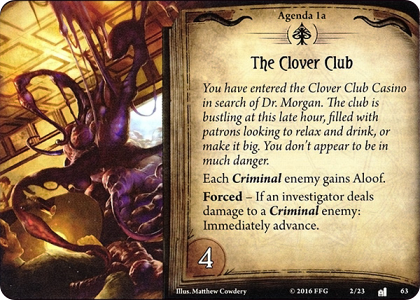 Agenda 1a
The Clover Club
You have entered the Clover Club Casino
in search of Dr. Morgan. The club is
bustling at this late hour, filled with
patrons looking to relax and drink, or
make it big. You don't appear to be in
much danger.
Each Criminal enemy gains Aloof.
Forced – If an investigator deals
damage to a Criminal enemy:
Immediately advance.
4
Illus. Matthew Cowdery © 2016 FFG 2/23 63